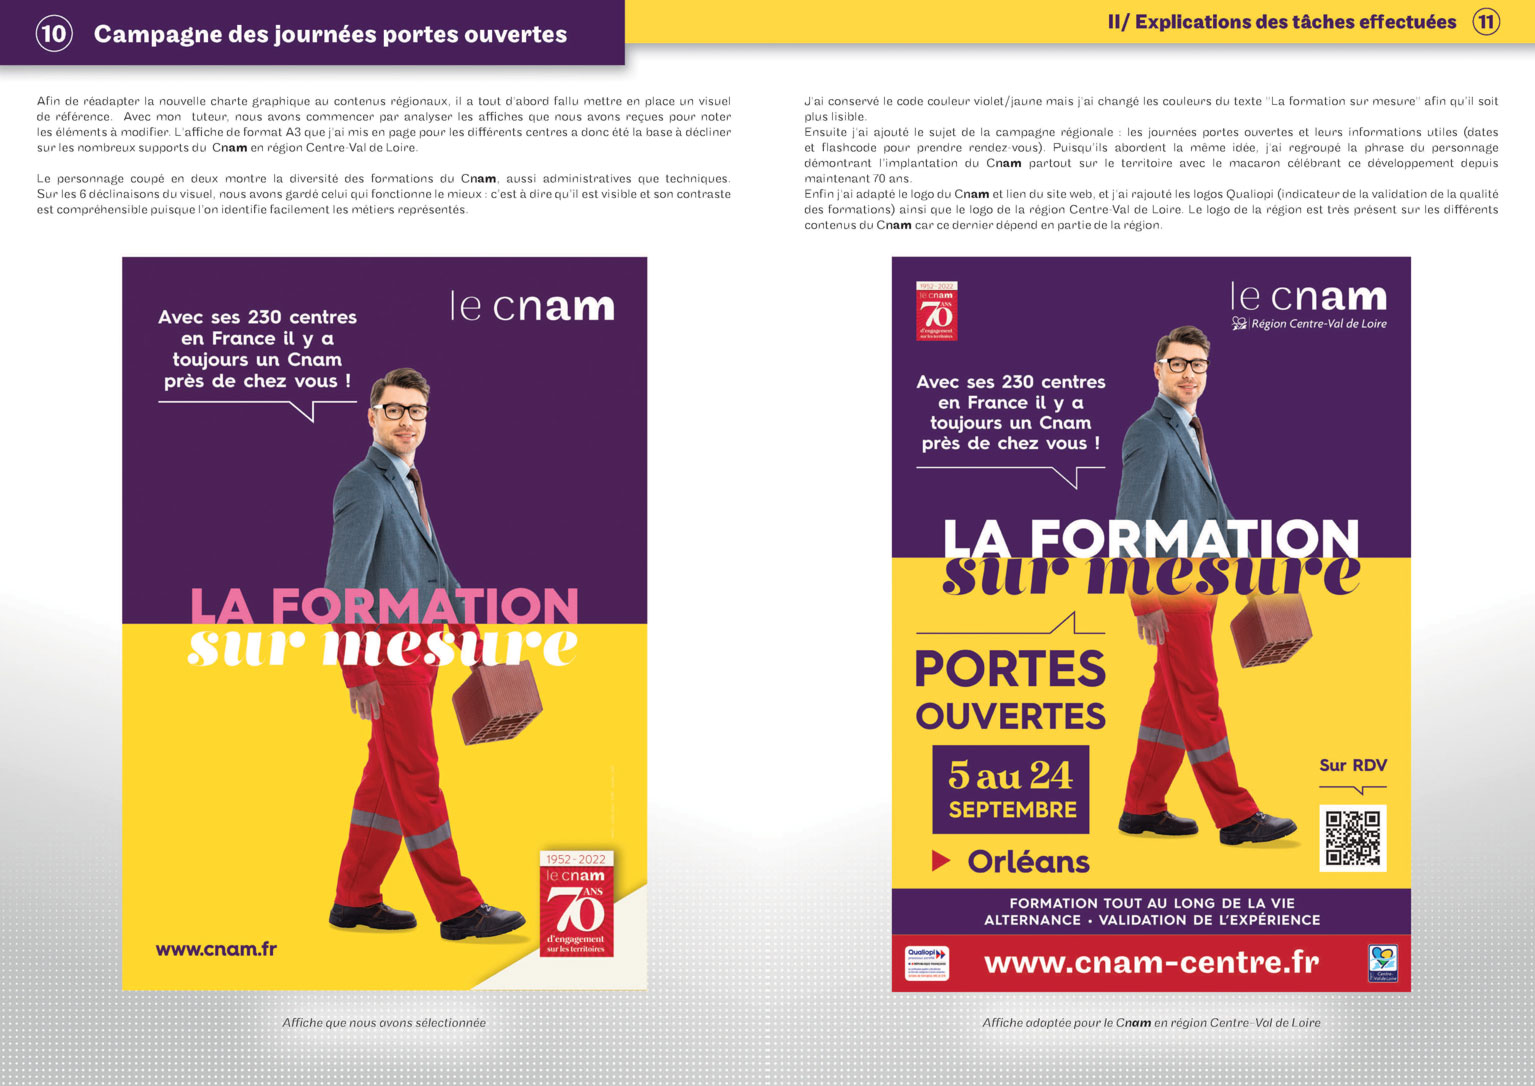 10 Campagne des journées portes ouvertes
Afin de réadapter la nouvelle charte graphique au contenus régionaux, il a tout d'abord fallu mettre en place un visuel
de référence. Avec mon tuteur, nous avons commencer par analyser les affiches que nous avons reçues pour noter
les éléments à modifier. L'affiche de format A3 que j'ai mis en page pour les différents centres a donc été la base à décliner
sur les nombreux supports du Cnam en région Centre-Val de Loire.
Le personnage coupé en deux montre la diversité des formations du Cnam, aussi administratives que techniques.
Sur les 6 déclinaisons du visuel, nous avons gardé celui qui fonctionne le mieux : c'est à dire qu'il est visible et son contraste
est compréhensible puisque l'on identifie facilement les métiers représentés.
Avec ses 230 centres
en France il y a
toujours un Cnam
près de chez vous !
le cnam
LA FORMATION
sur mesure
1952 - 2022
le cnam
70 ANS
d'engagement
sur les territoires
www.cnam.fr
Affiche que nous avons sélectionnée
II/ Explications des tâches effectuées 11
J'ai conservé le code couleur violet/jaune mais j'ai changé les couleurs du texte "La formation sur mesure" afin qu'il soit
plus lisible.
Ensuite j'ai ajouté le sujet de la campagne régionale : les journées portes ouvertes et leurs informations utiles (dates
et flashcode pour prendre rendez-vous). Puisqu'ils abordent la même idée, j'ai regroupé la phrase du personnage
démontrant l'implantation du Cnam partout sur le territoire avec le macaron célébrant ce développement depuis
maintenant 70 ans.
Enfin j'ai adapté le logo du Cnam et lien du site web, et j'ai rajouté les logos Qualiopi (indicateur de la validation de la qualité
des formations) ainsi que le logo de la région Centre-Val de Loire. Le logo de la région est très présent sur les différents
contenus du Cnam car ce dernier dépend en partie de la région.
1952 - 2022
le cnam
70 ANS
d'engagement
sur les territoires
le cnam
Région Centre-Val de Loire
Avec ses 230 centres
en France il y a
toujours un Cnam
près de chez vous !
LA FORMATION
sur mesure
PORTES
OUVERTES
5 au 24
SEPTEMBRE
Orléans
Sur RDV
FORMATION TOUT AU LONG DE LA VIE
ALTERNANCE • VALIDATION DE L'EXPÉRIENCE
Qualiopi
www.cnam-centre.fr
Centre-
Val de Loire
Affiche adaptée pour le Cnam en région Centre-Val de Loire